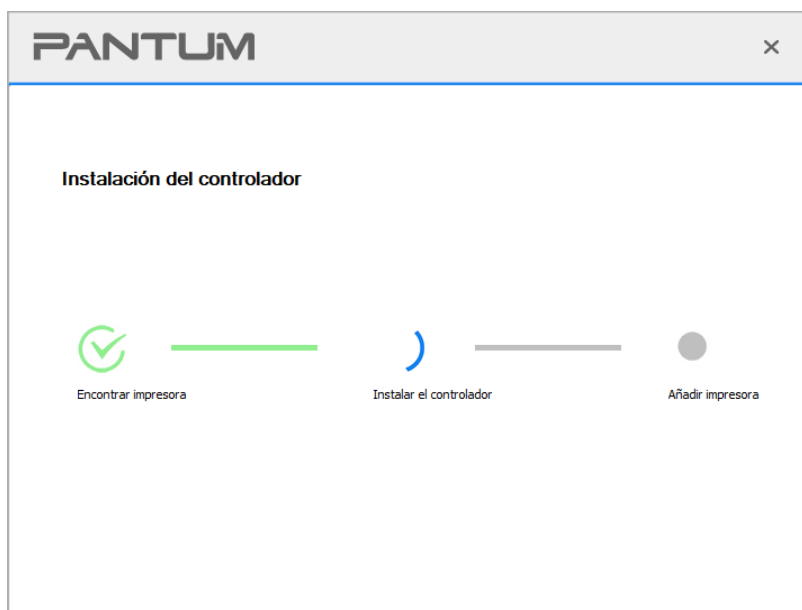 PANTUM
Instalación del controlador
Encontrar impresora
Instalar el controlador
Añadir impresora